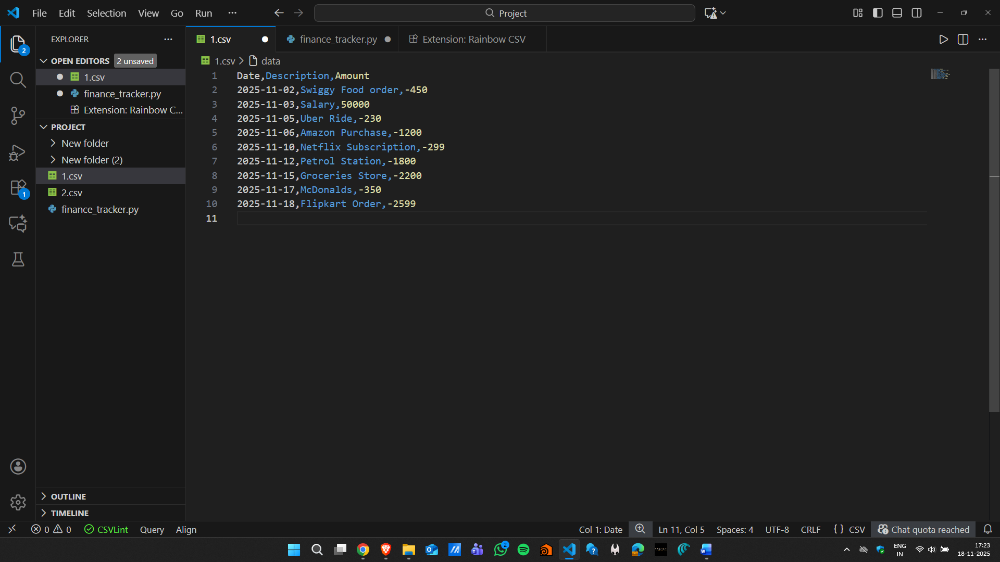 File Edit Selection View Go Run ···
Project
EXPLORER ···
OPEN EDITORS 2 unsaved
1.csv
finance_tracker.py
Extension: Rainbow C...
PROJECT
New folder
New folder (2)
1.csv
2.csv
finance_tracker.py
OUTLINE
TIMELINE
2
1
1.csv finance_tracker.py Extension: Rainbow CSV
1.csv > data
1 Date,Description,Amount
2 2025-11-02,Swiggy Food order,-450
3 2025-11-03,Salary,50000
4 2025-11-05,Uber Ride,-230
5 2025-11-06,Amazon Purchase,-1200
6 2025-11-10,Netflix Subscription,-299
7 2025-11-12,Petrol Station,-1800
8 2025-11-15,Groceries Store,-2200
9 2025-11-17,McDonalds,-350
10 2025-11-18,Flipkart Order,-2599
11
0 0 CSVLint Query Align Col 1: Date Ln 11, Col 5 Spaces: 4 UTF-8 CRLF {} CSV Chat quota reached
2
ENG
IN
17:23
18-11-2025